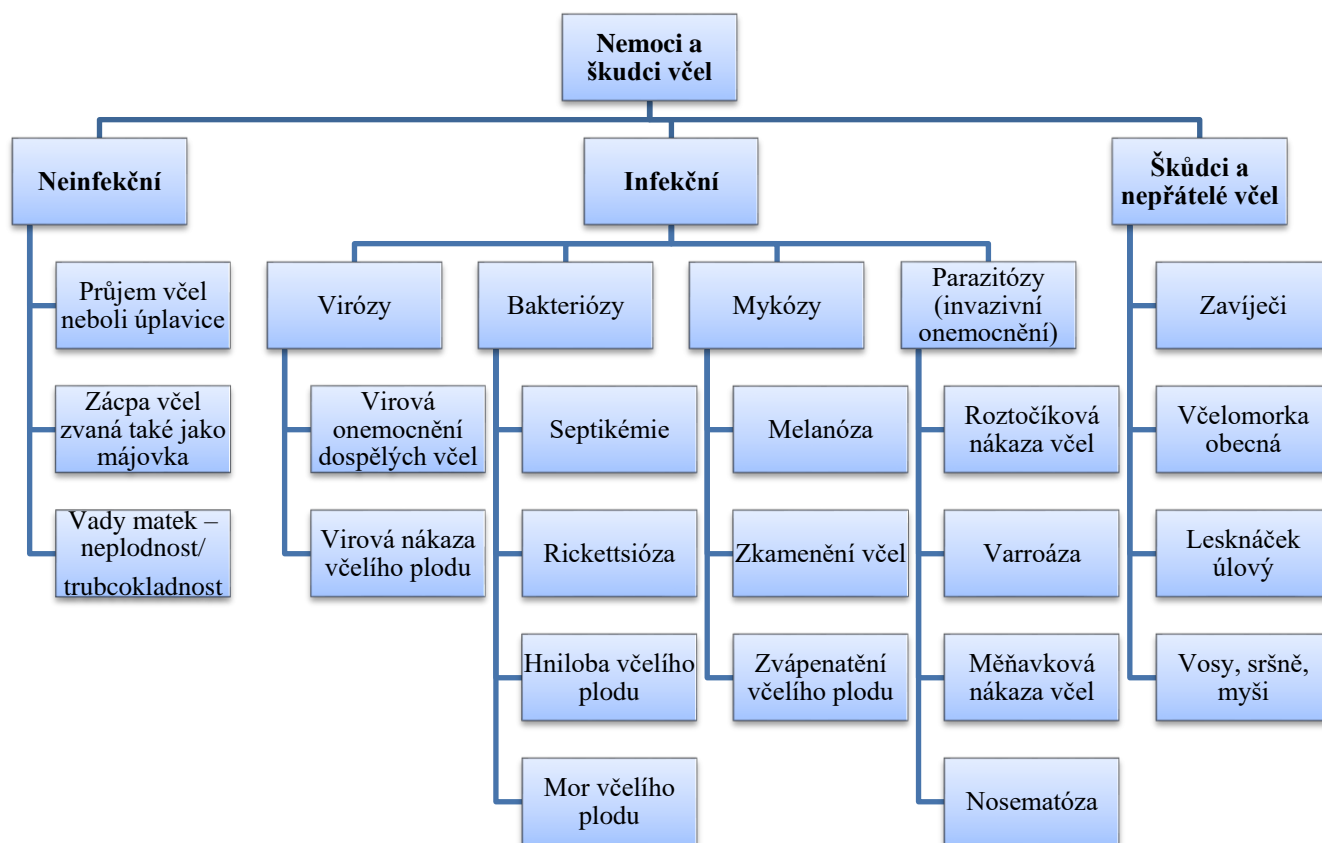 Nemoci a
škudci včel
Neinfekční
Infekční
Škůdci a
nepřátelé včel
Průjem včel
neboli úplavice
Zácpa včel
zvaná také jako
májovka
Vady matek –
neplodnost/
trubcokladnost
Virózy
Virová
onemocnění
dospělých včel
Virová nákaza
včelího plodu
Bakteriózy
Septikémie
Rickettsióza
Hniloba včelího
plodu
Mor včelího
plodu
Mykózy
Melanóza
Zkamenění včel
Zvápenatění
včelího plodu
Parazitózy
(invazivní
onemocnění)
Roztočíková
nákaza včel
Varroáza
Měňavková
nákaza včel
Nosematóza
Zavíječi
Včelomorka
obecná
Lesknáček
úlový
Vosy, sršně,
myši